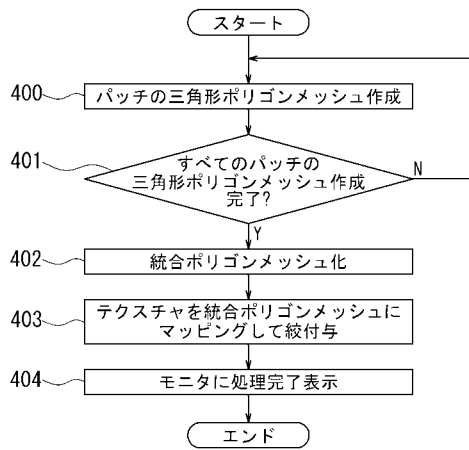 スタート
400
パッチの三角形ポリゴンメッシュ作成
401
すべてのパッチの
三角形ポリゴンメッシュ作成
完了?
N
Y
402
統合ポリゴンメッシュ化
403
テクスチャを統合ポリゴンメッシュに
マッピングして絞付与
404
モニタに処理完了表示
エンド